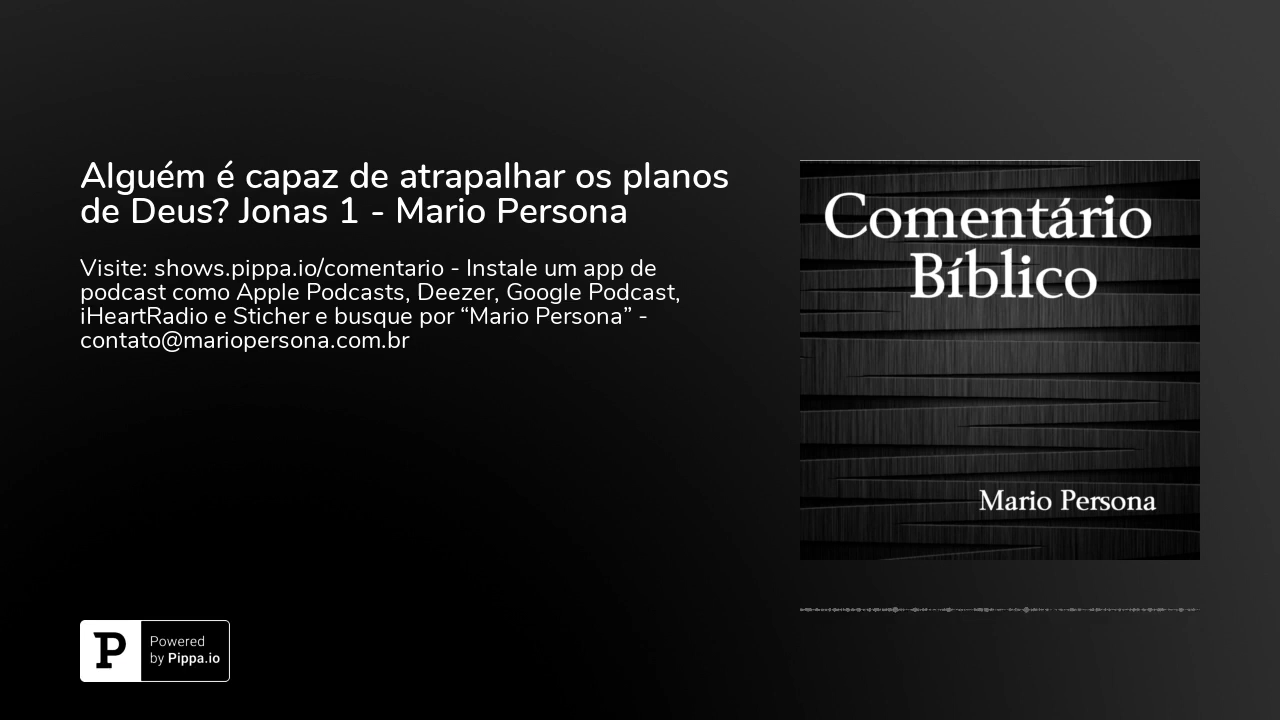 Alguém é capaz de atrapalhar os planos
de Deus? Jonas 1 - Mario Persona
Visite: shows.pippa.io/comentario - Instale um app de
podcast como Apple Podcasts, Deezer, Google Podcast,
iHeartRadio e Sticher e busque por “Mario Persona” -
contato@mariopersona.com.br
Comentário
Bíblico
Mario Persona
P
Powered
by Pippa.io